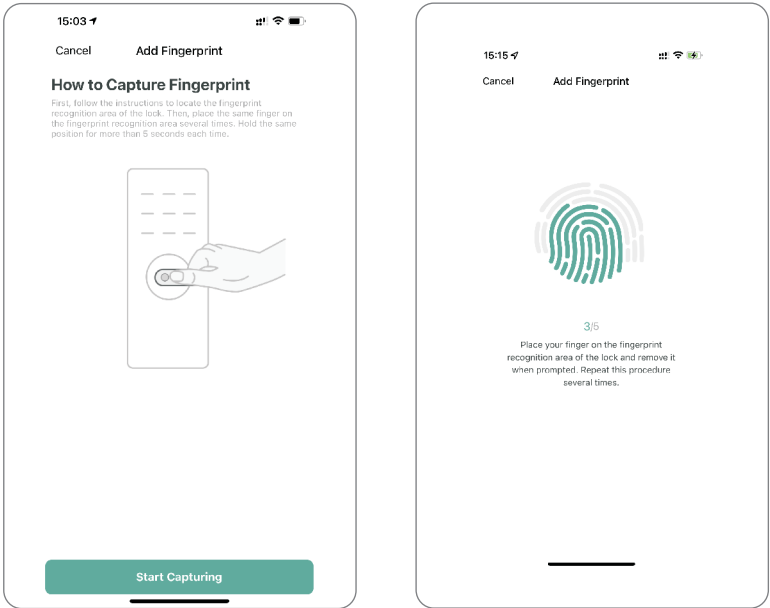 15:03
Cancel
Add Fingerprint
How to Capture Fingerprint
First, follow the instructions to locate the fingerprint
recognition area of the lock. Then, place the same finger on
the fingerprint recognition area several times. Hold the same
position for more than 5 seconds each time.
Start Capturing
15:15
Cancel
Add Fingerprint
3/5
Place your finger on the fingerprint
recognition area of the lock and remove it
when prompted. Repeat this procedure
several times.